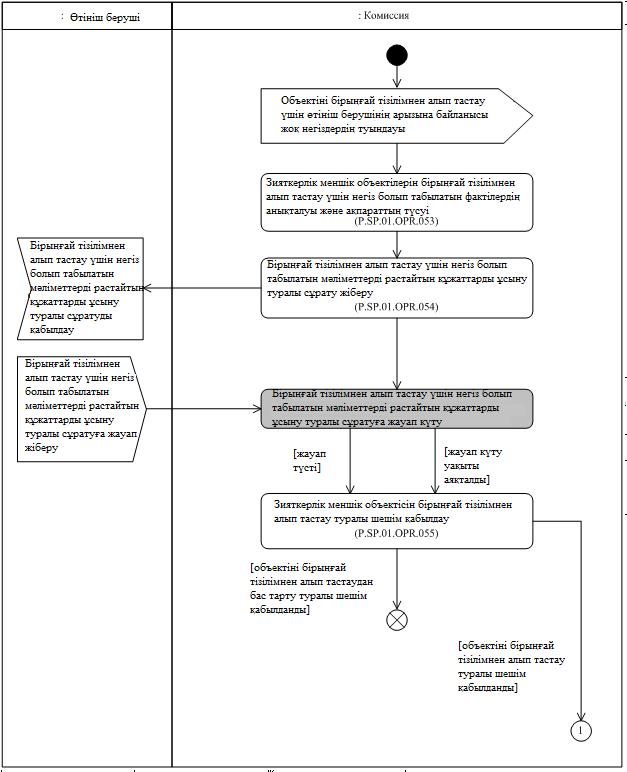 : Өтініш беруші
: Комиссия
Объектіні бірыңғай тізілімнен алып тастау
үшін өтініш берушінің арызына байланысы
жоқ негіздердің туындауы
Зияткерлік меншік объектілерін бірыңғай тізілімнен
алып тастау үшін негіз болып табылатын фактілердің
анықталуы және ақпараттың түсуі
(P.SP.01.OPR.053)
Бірыңғай тізілімнен алып тастау үшін негіз болып
табылатын мәліметтерді растайтын құжаттарды ұсыну
туралы сұрату жіберу
(P.SP.01.OPR.054)
Бірыңғай тізілімнен
алып тастау үшін негіз
болып табылатын
мәліметтерді растайтын
құжаттарды ұсыну
туралы сұратуды
қабылдау
Бірыңғай тізілімнен
алып тастау үшін негіз
болып табылатын
мәліметтерді растайтын
құжаттарды ұсыну
туралы сұратуға жауап
жіберу
Бірыңғай тізілімнен алып тастау үшін негіз болып
табылатын мәліметтерді растайтын құжаттарды
ұсыну туралы сұратуға жауап күту
[жауап
түсті]
[жауап күту
уақыты
аяқталды]
Зияткерлік меншік объектісін бірыңғай тізілімнен
алып тастау туралы шешім қабылдау
(P.SP.01.OPR.055)
[объектіні бірыңғай
тізілімнен алып тастаудан
бас тарту туралы шешім
қабылданды]
[объектіні бірыңғай
тізілімнен алып тастау
туралы шешім
қабылданды]
1